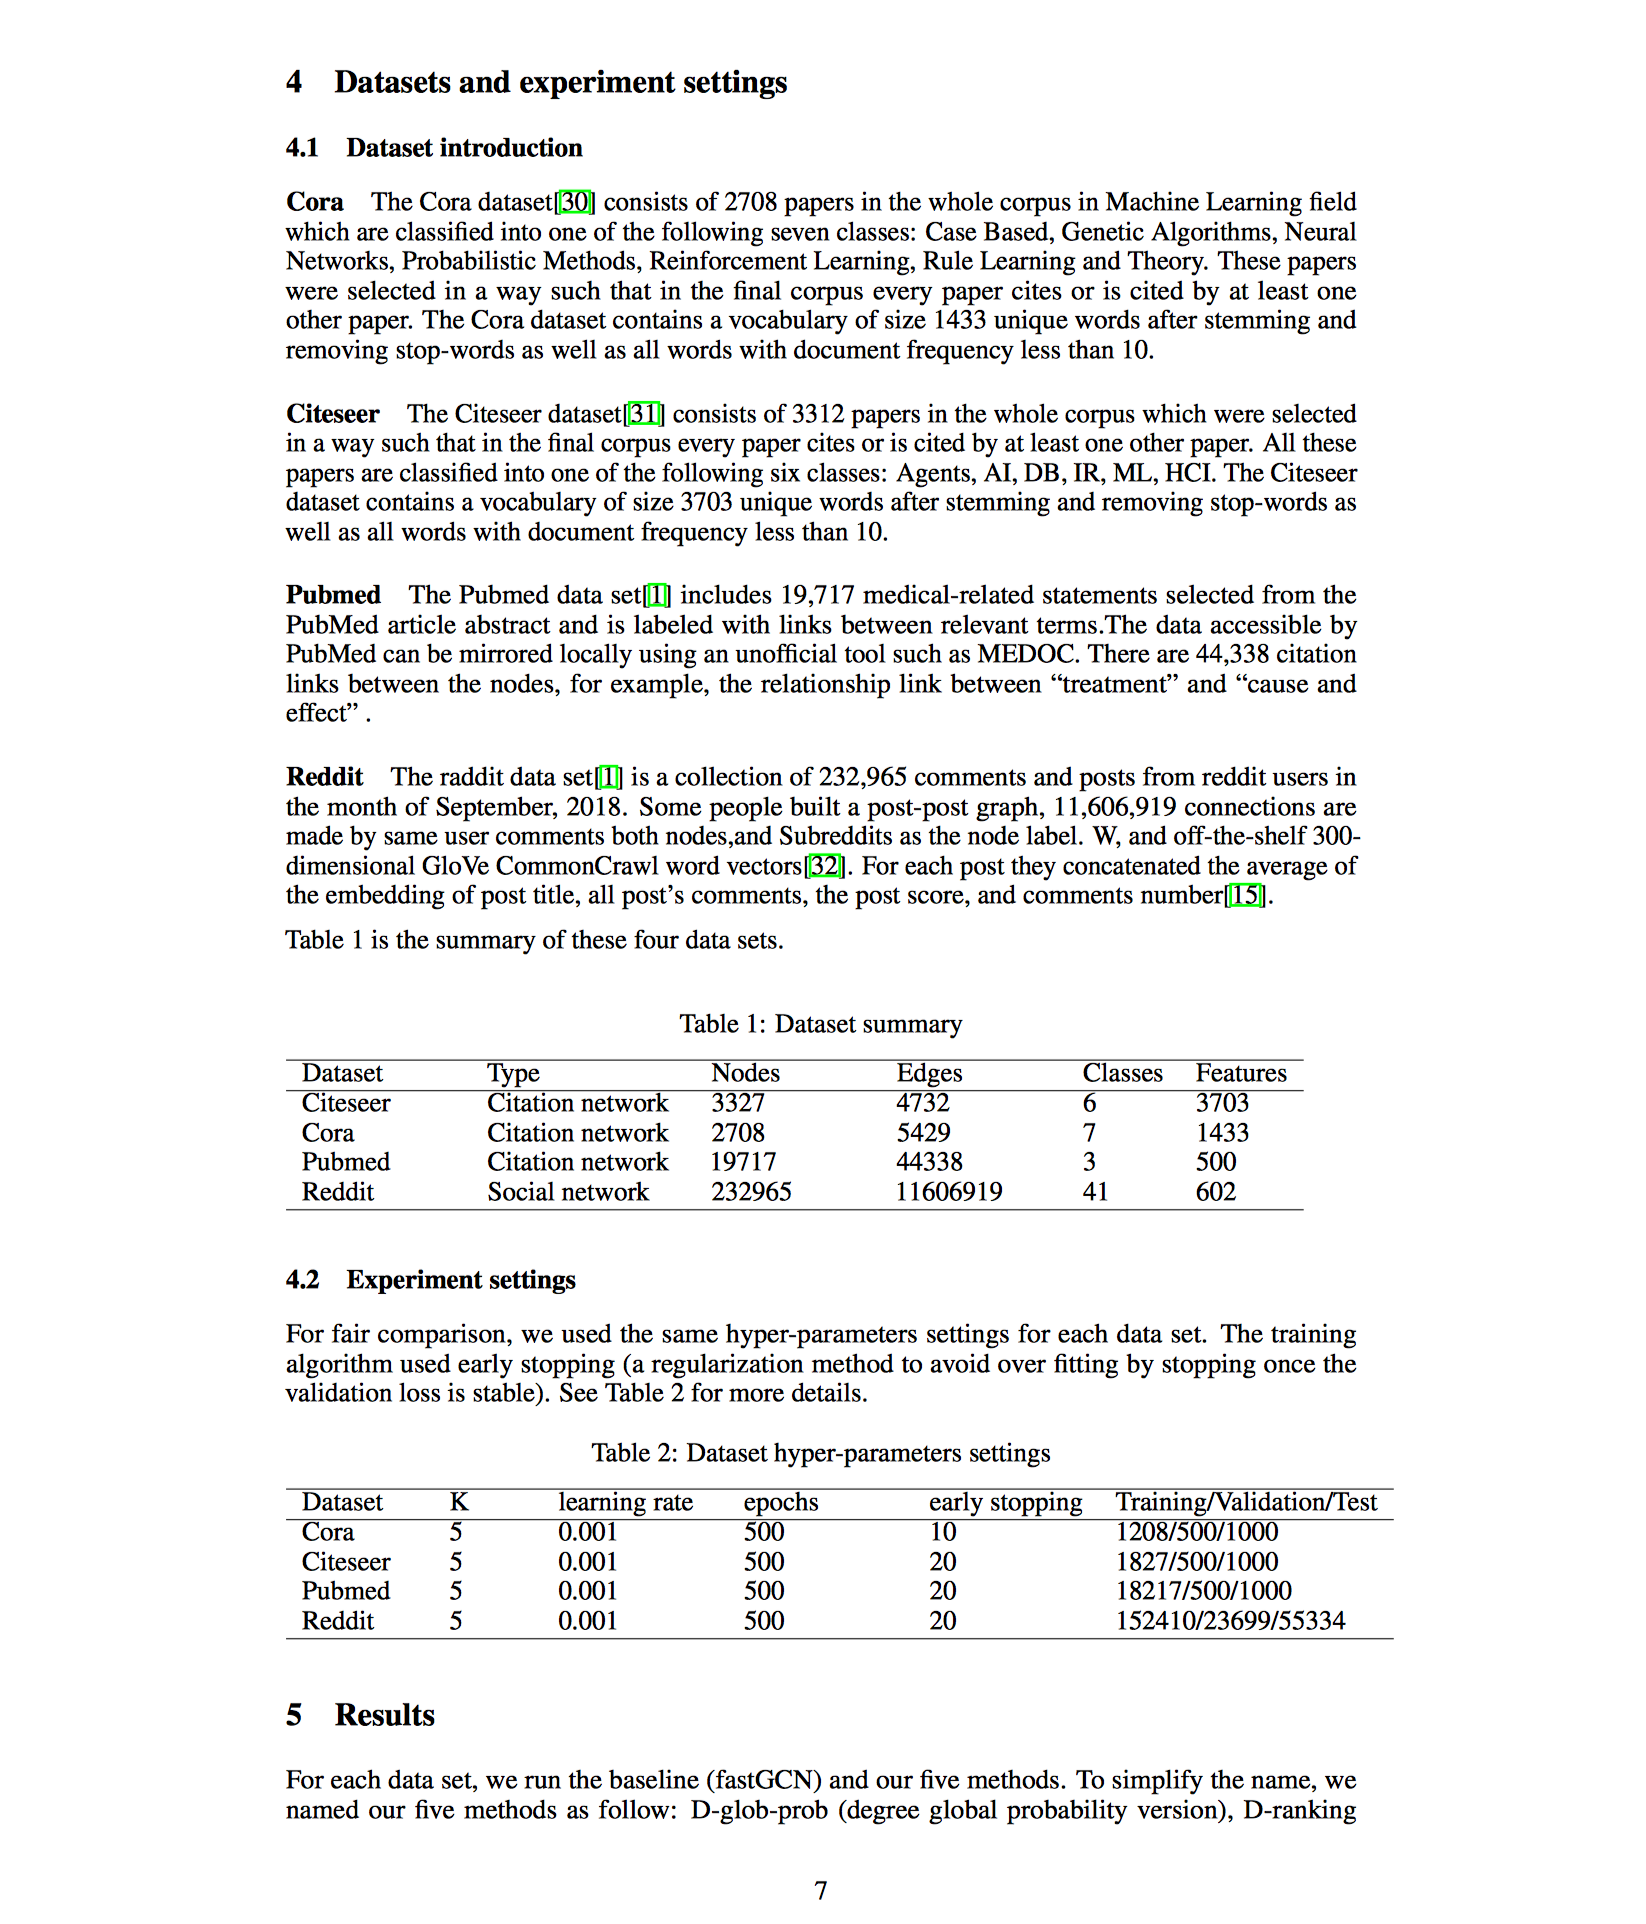 4 Datasets and experiment settings
4.1 Dataset introduction
Cora The Cora dataset[30] consists of 2708 papers in the whole corpus in Machine Learning field
which are classified into one of the following seven classes: Case Based, Genetic Algorithms, Neural
Networks, Probabilistic Methods, Reinforcement Learning, Rule Learning and Theory. These papers
were selected in a way such that in the final corpus every paper cites or is cited by at least one
other paper. The Cora dataset contains a vocabulary of size 1433 unique words after stemming and
removing stop-words as well as all words with document frequency less than 10.
Citeseer The Citeseer dataset[31] consists of 3312 papers in the whole corpus which were selected
in a way such that in the final corpus every paper cites or is cited by at least one other paper. All these
papers are classified into one of the following six classes: Agents, AI, DB, IR, ML, HCI. The Citeseer
dataset contains a vocabulary of size 3703 unique words after stemming and removing stop-words as
well as all words with document frequency less than 10.
Pubmed The Pubmed data set[1] includes 19,717 medical-related statements selected from the
PubMed article abstract and is labeled with links between relevant terms.The data accessible by
PubMed can be mirrored locally using an unofficial tool such as MEDOC. There are 44,338 citation
links between the nodes, for example, the relationship link between “treatment” and “cause and
effect” .
Reddit The raddit data set[1] is a collection of 232,965 comments and posts from reddit users in
the month of September, 2018. Some people built a post-post graph, 11,606,919 connections are
made by same user comments both nodes,and Subreddits as the node label. W, and off-the-shelf 300-
dimensional GloVe CommonCrawl word vectors[32]. For each post they concatenated the average of
the embedding of post title, all post’s comments, the post score, and comments number[15].
Table 1 is the summary of these four data sets.
Table 1: Dataset summary
Dataset Type Nodes Edges Classes Features
Citeseer Citation network 3327 4732 6 3703
Cora Citation network 2708 5429 7 1433
Pubmed Citation network 19717 44338 3 500
Reddit Social network 232965 11606919 41 602
4.2 Experiment settings
For fair comparison, we used the same hyper-parameters settings for each data set. The training
algorithm used early stopping (a regularization method to avoid over fitting by stopping once the
validation loss is stable). See Table 2 for more details.
Table 2: Dataset hyper-parameters settings
Dataset K learning rate epochs early stopping Training/Validation/Test
Cora 5 0.001 500 10 1208/500/1000
Citeseer 5 0.001 500 20 1827/500/1000
Pubmed 5 0.001 500 20 18217/500/1000
Reddit 5 0.001 500 20 152410/23699/55334
5 Results
For each data set, we run the baseline (fastGCN) and our five methods. To simplify the name, we
named our five methods as follow: D-glob-prob (degree global probability version), D-ranking
7